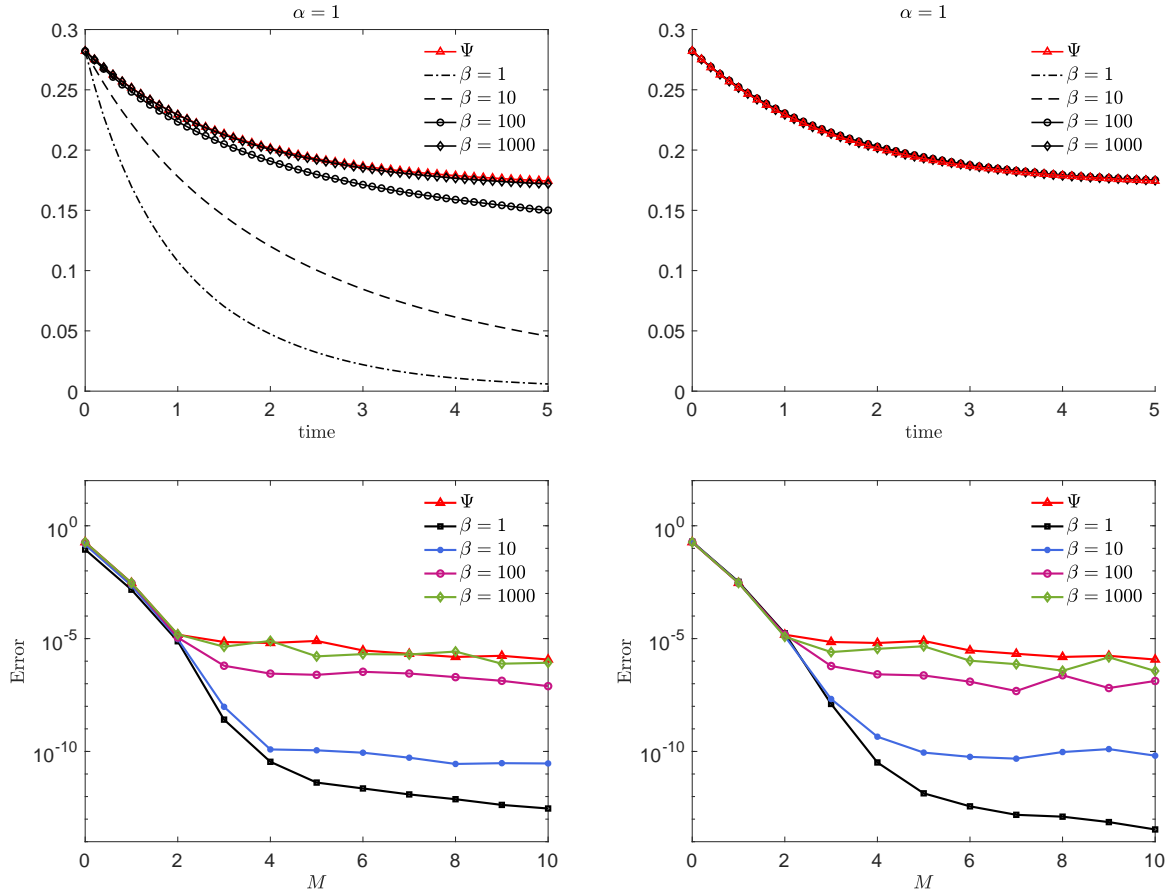 α = 1
0.3
0.25
0.2
0.15
0.1
0.05
0
0 1 2 3 4 5
time
Ψ
β = 1
β = 10
β = 100
β = 1000
α = 1
0.3
0.25
0.2
0.15
0.1
0.05
0
0 1 2 3 4 5
time
Ψ
β = 1
β = 10
β = 100
β = 1000
Error
10^0
10^-5
10^-10
0 2 4 6 8 10
M
Ψ
β = 1
β = 10
β = 100
β = 1000
Error
10^0
10^-5
10^-10
0 2 4 6 8 10
M
Ψ
β = 1
β = 10
β = 100
β = 1000